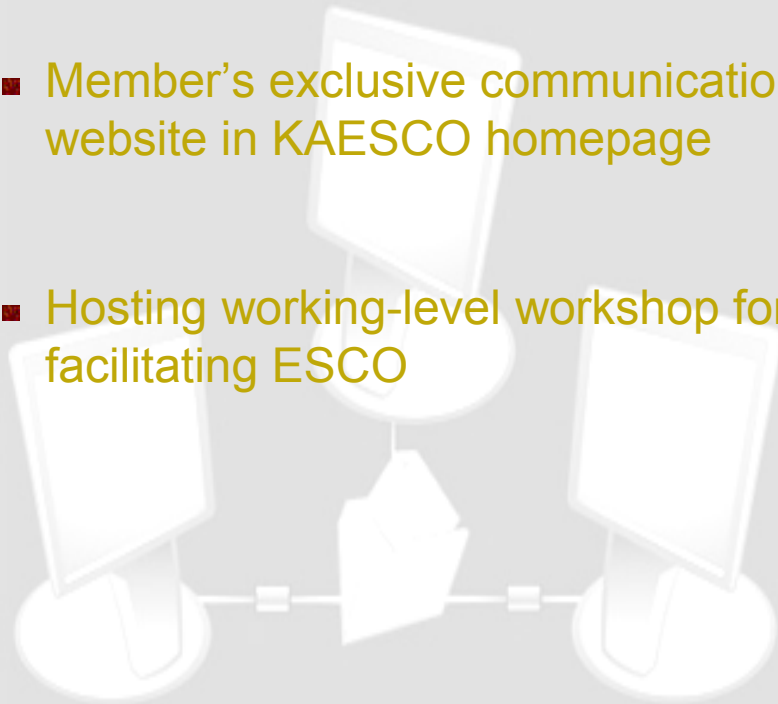 Member’s exclusive communicatio
website in KAESCO homepage
Hosting working-level workshop for
facilitating ESCO